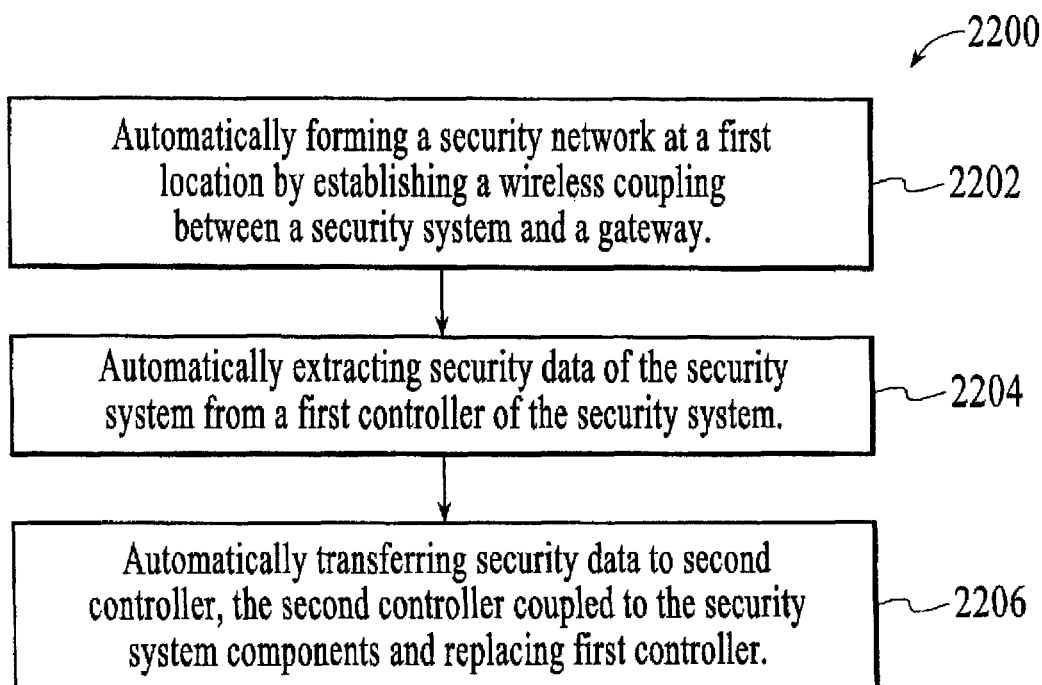 2200
Automatically forming a security network at a first
location by establishing a wireless coupling
between a security system and a gateway.
2202
Automatically extracting security data of the security
system from a first controller of the security system.
2204
Automatically transferring security data to second
controller, the second controller coupled to the security
system components and replacing first controller.
2206